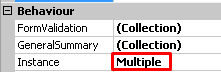 Behaviour
FormValidation (Collection)
GeneralSummary (Collection)
Instance Multiple